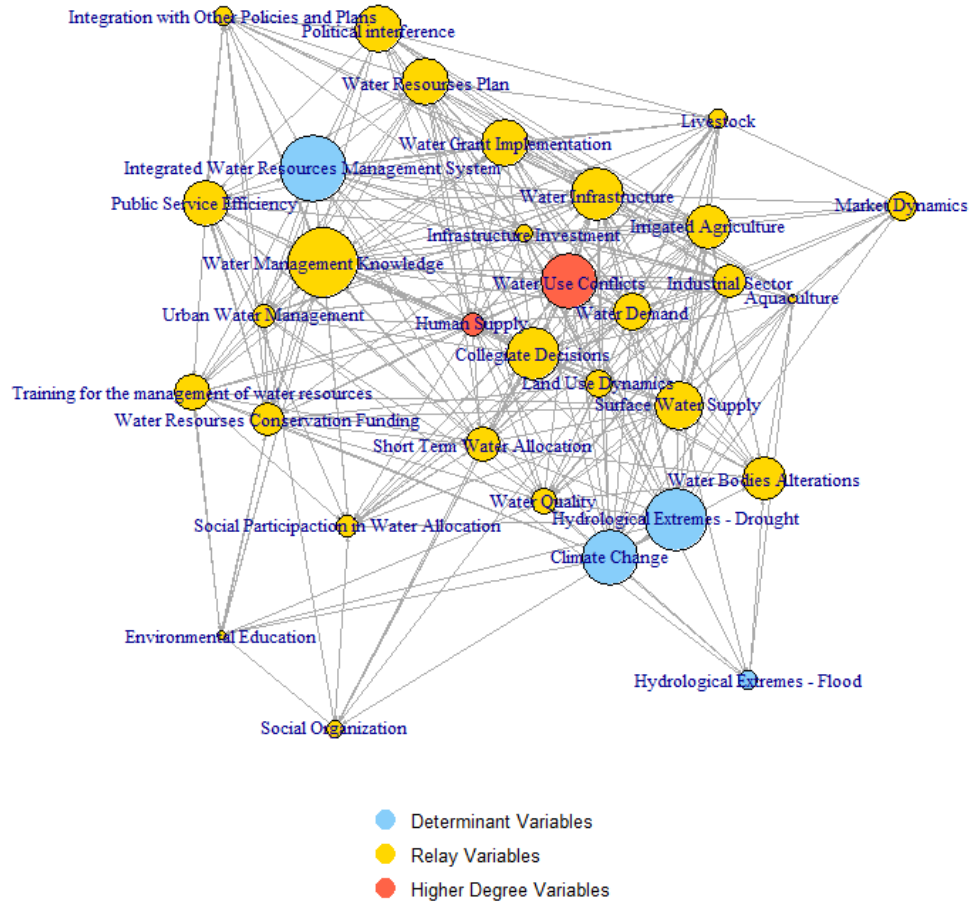 Integration with Other Policies and Plans
Political interference
Water Resourses Plan
Livestock
Water Grant Implementation
Integrated Water Resources Management System
Water Infrastructure
Public Service Efficiency
Market Dynamics
Irrigated Agriculture
Infrastructure Investment
Water Management Knowledge
Water Use Conflicts
Industrial Sector
Aquaculture
Urban Water Management
Human Supply
Water Demand
Collegiate Decisions
Land Use Dynamics
Training for the management of water resources
Surface Water Supply
Water Resourses Conservation Funding
Short Term Water Allocation
Water Bodies Alterations
Water Quality
Hydrological Extremes - Drought
Social Participaction in Water Allocation
Climate Change
Environmental Education
Hydrological Extremes - Flood
Social Organization
Determinant Variables
Relay Variables
Higher Degree Variables